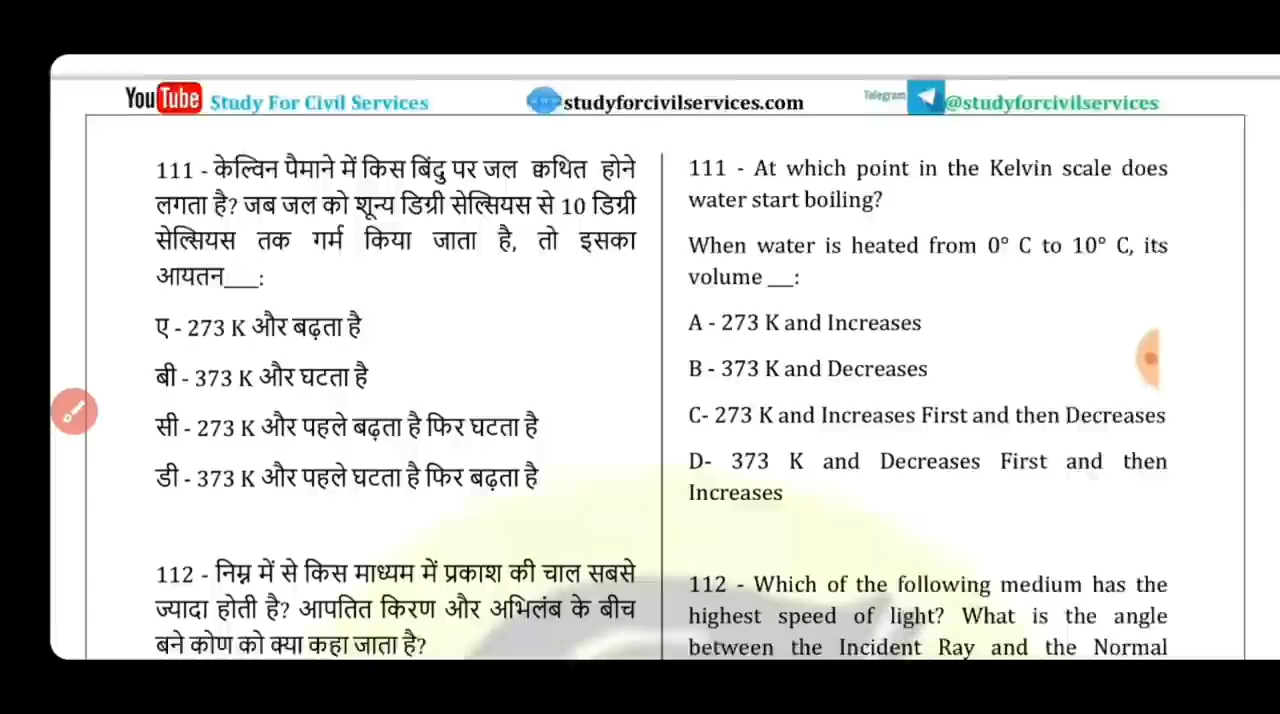 YouTube Study For Civil Services
www studyforcivilservices.com
Telegram @studyforcivilservices
111 - केल्विन पैमाने में किस बिंदु पर जल क्वथित होने
लगता है? जब जल को शून्य डिग्री सेल्सियस से 10 डिग्री
सेल्सियस तक गर्म किया जाता है, तो इसका
आयतन___:
ए - 273 K और बढ़ता है
बी - 373 K और घटता है
सी - 273 K और पहले बढ़ता है फिर घटता है
डी - 373 K और पहले घटता है फिर बढ़ता है
112 - निम्न में से किस माध्यम में प्रकाश की चाल सबसे
ज्यादा होती है? आपतित किरण और अभिलंब के बीच
बने कोण को क्या कहा जाता है?
111 - At which point in the Kelvin scale does
water start boiling?
When water is heated from 0° C to 10° C, its
volume __:
A - 273 K and Increases
B - 373 K and Decreases
C- 273 K and Increases First and then Decreases
D- 373 K and Decreases First and then
Increases
112 - Which of the following medium has the
highest speed of light? What is the angle
between the Incident Ray and the Normal